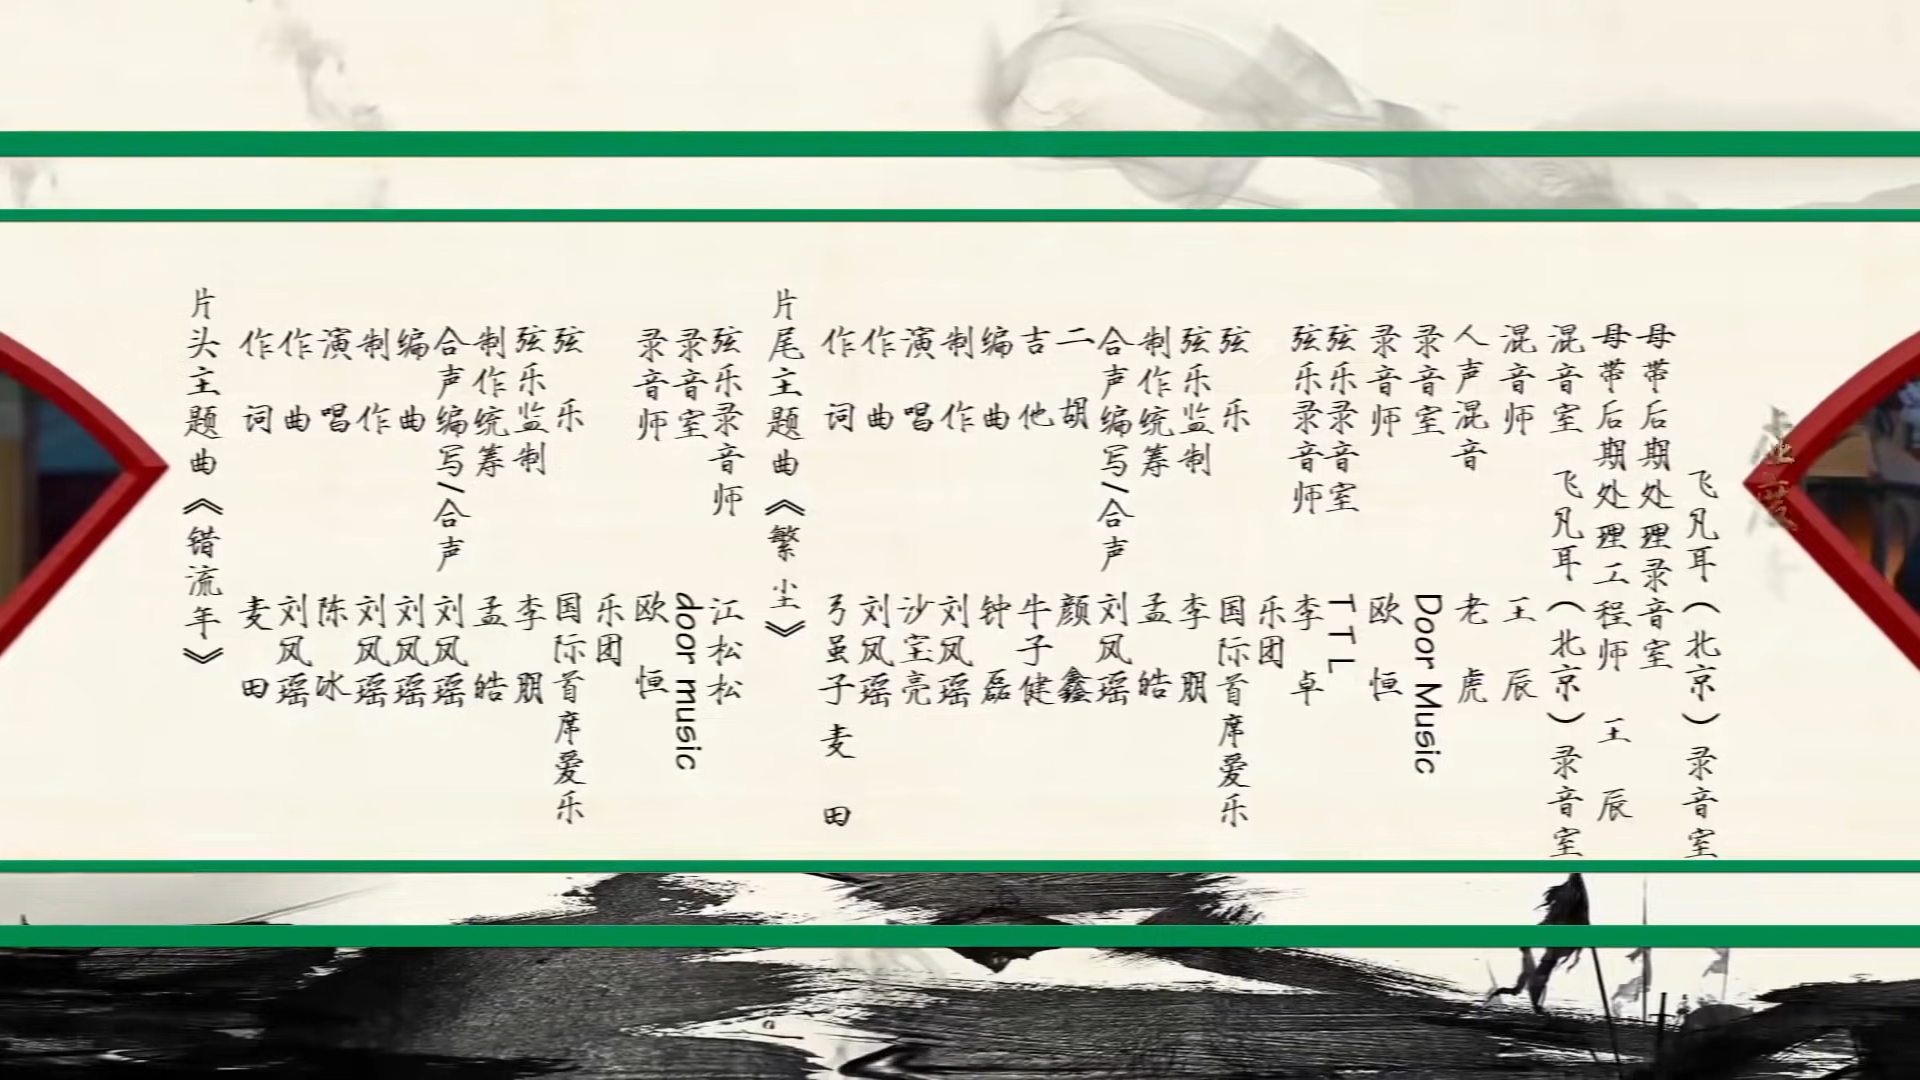 片头主题曲《错流年》
作词 麦田
作曲 刘风瑶
演唱 陈冰
制作 刘风瑶
编曲 刘风瑶
合声编写/合声 刘风瑶
制作统筹 孟皓
弦乐监制 李朋
弦乐 国际首席爱乐
乐团
录音师 欧恒
录音室 door music
弦乐录音师 江松松
片尾主题曲《繁尘》
作词 弓虽子 麦田
作曲 刘风瑶
演唱 沙宝亮
制作 刘风瑶
编曲 钟磊
吉他 牛子健
二胡 颜鑫
合声编写/合声 刘风瑶
制作统筹 孟皓
弦乐监制 李朋
弦乐 国际首席爱乐
乐团
弦乐录音师 李卓
弦乐录音室 TTL
录音师 欧恒
录音室 Door Music
人声混音 老虎
混音师 王辰
混音室 飞凡耳（北京）录音室
母带后期处理工程师 王辰
母带后期处理录音室
飞凡耳（北京）录音室